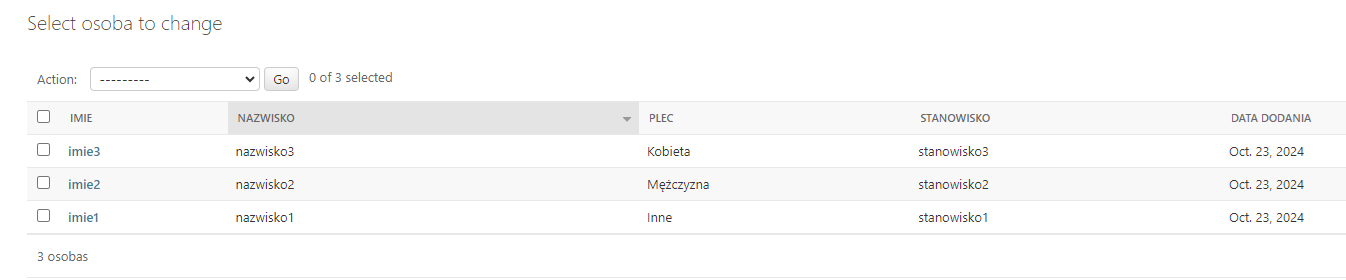 Select osoba to change
Action: --------- Go 0 of 3 selected
IMIE NAZWISKO PLEC STANOWISKO DATA DODANIA
imie3 nazwisko3 Kobieta stanowisko3 Oct. 23, 2024
imie2 nazwisko2 Mężczyzna stanowisko2 Oct. 23, 2024
imie1 nazwisko1 Inne stanowisko1 Oct. 23, 2024
3 osobas